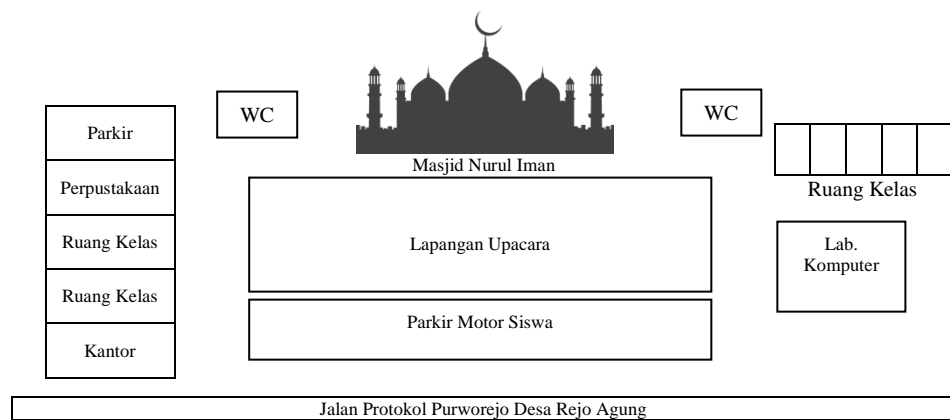 WC
WC
Parkir
Masjid Nurul Iman
Perpustakaan
Ruang Kelas
Ruang Kelas
Lapangan Upacara
Lab.
Komputer
Ruang Kelas
Parkir Motor Siswa
Kantor
Jalan Protokol Purworejo Desa Rejo Agung